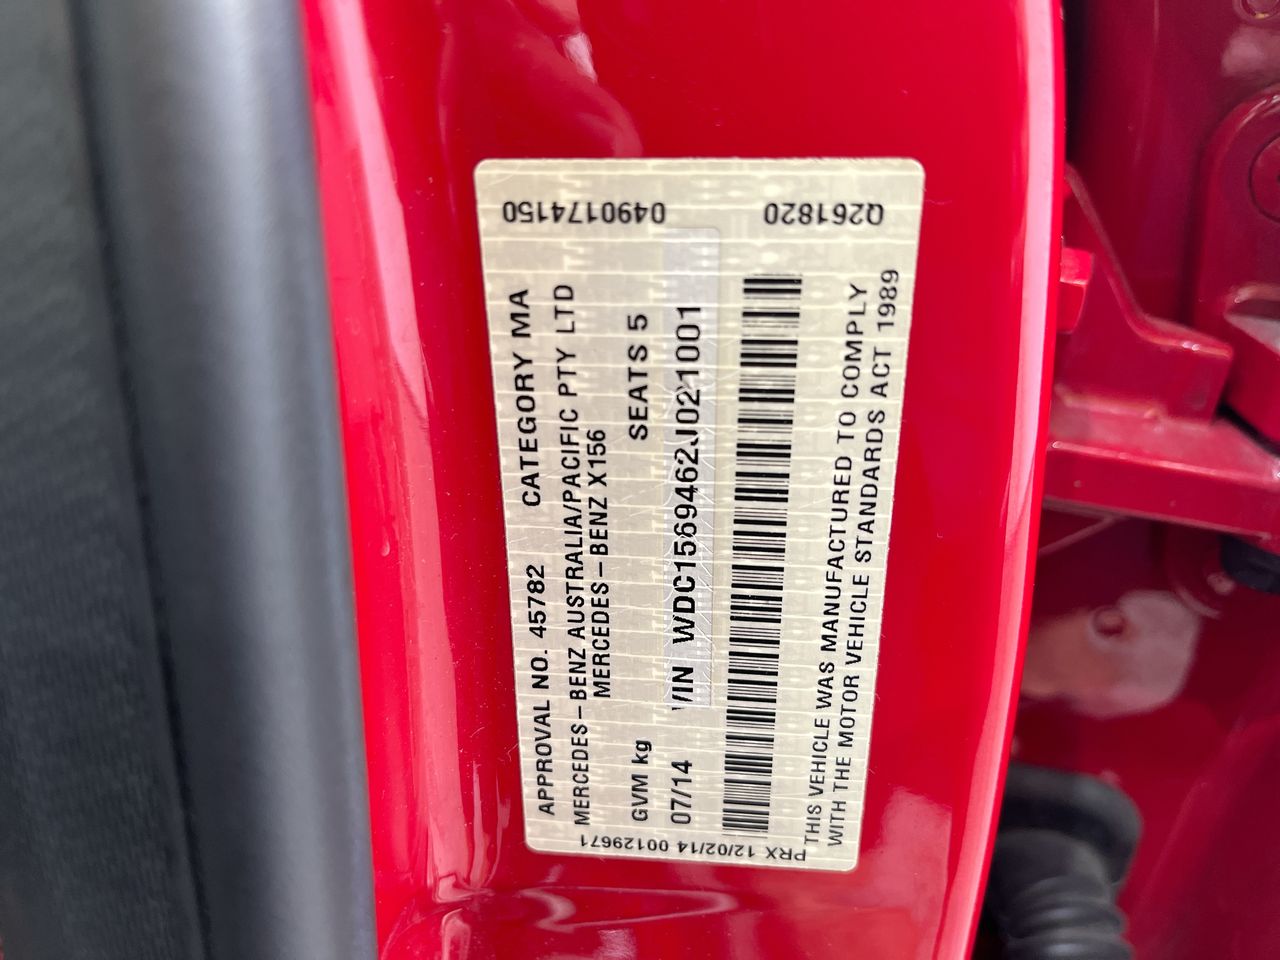 APPROVAL NO. 45782 CATEGORY MA
MERCEDES-BENZ AUSTRALIA/PACIFIC PTY LTD
MERCEDES-BENZ X156
GVM kg SEATS 5
07/14 VIN WDC1569462J021001
THIS VEHICLE WAS MANUFACTURED TO COMPLY
WITH THE MOTOR VEHICLE STANDARDS ACT 1989
0490174150 Q261820
PRX 12/02/14 00129671